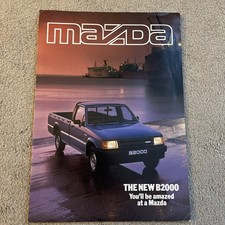 mazda
B2000
THE NEW B2000
You'll be amazed
at a Mazda